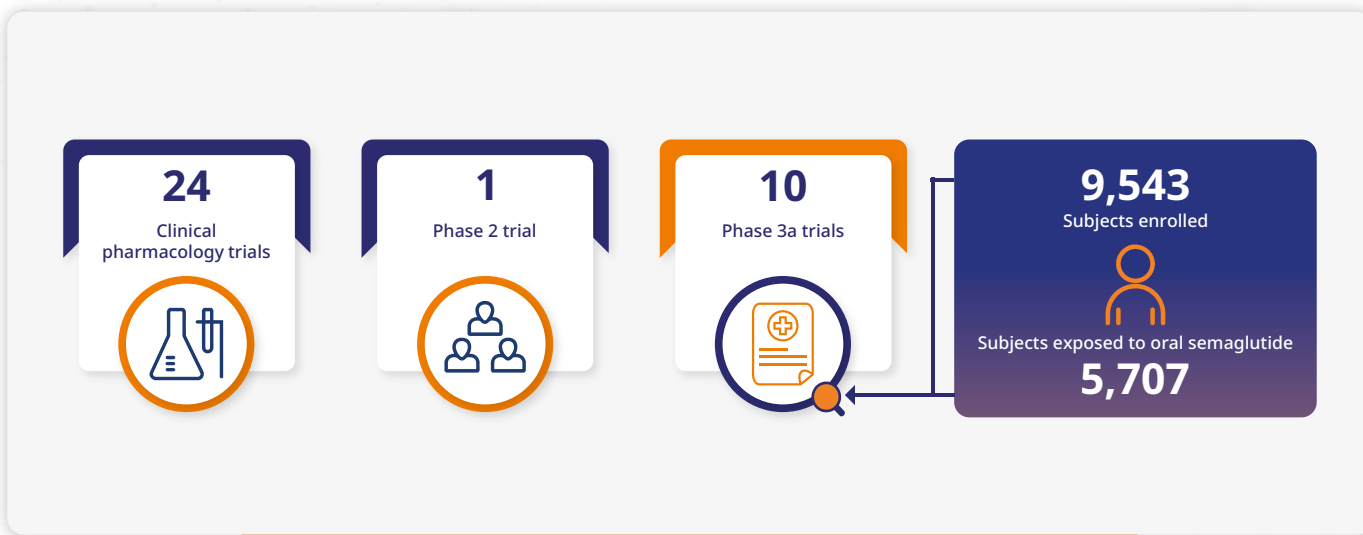 24
Clinical
pharmacology trials
1
Phase 2 trial
10
Phase 3a trials
9,543
Subjects enrolled
Subjects exposed to oral semaglutide
5,707